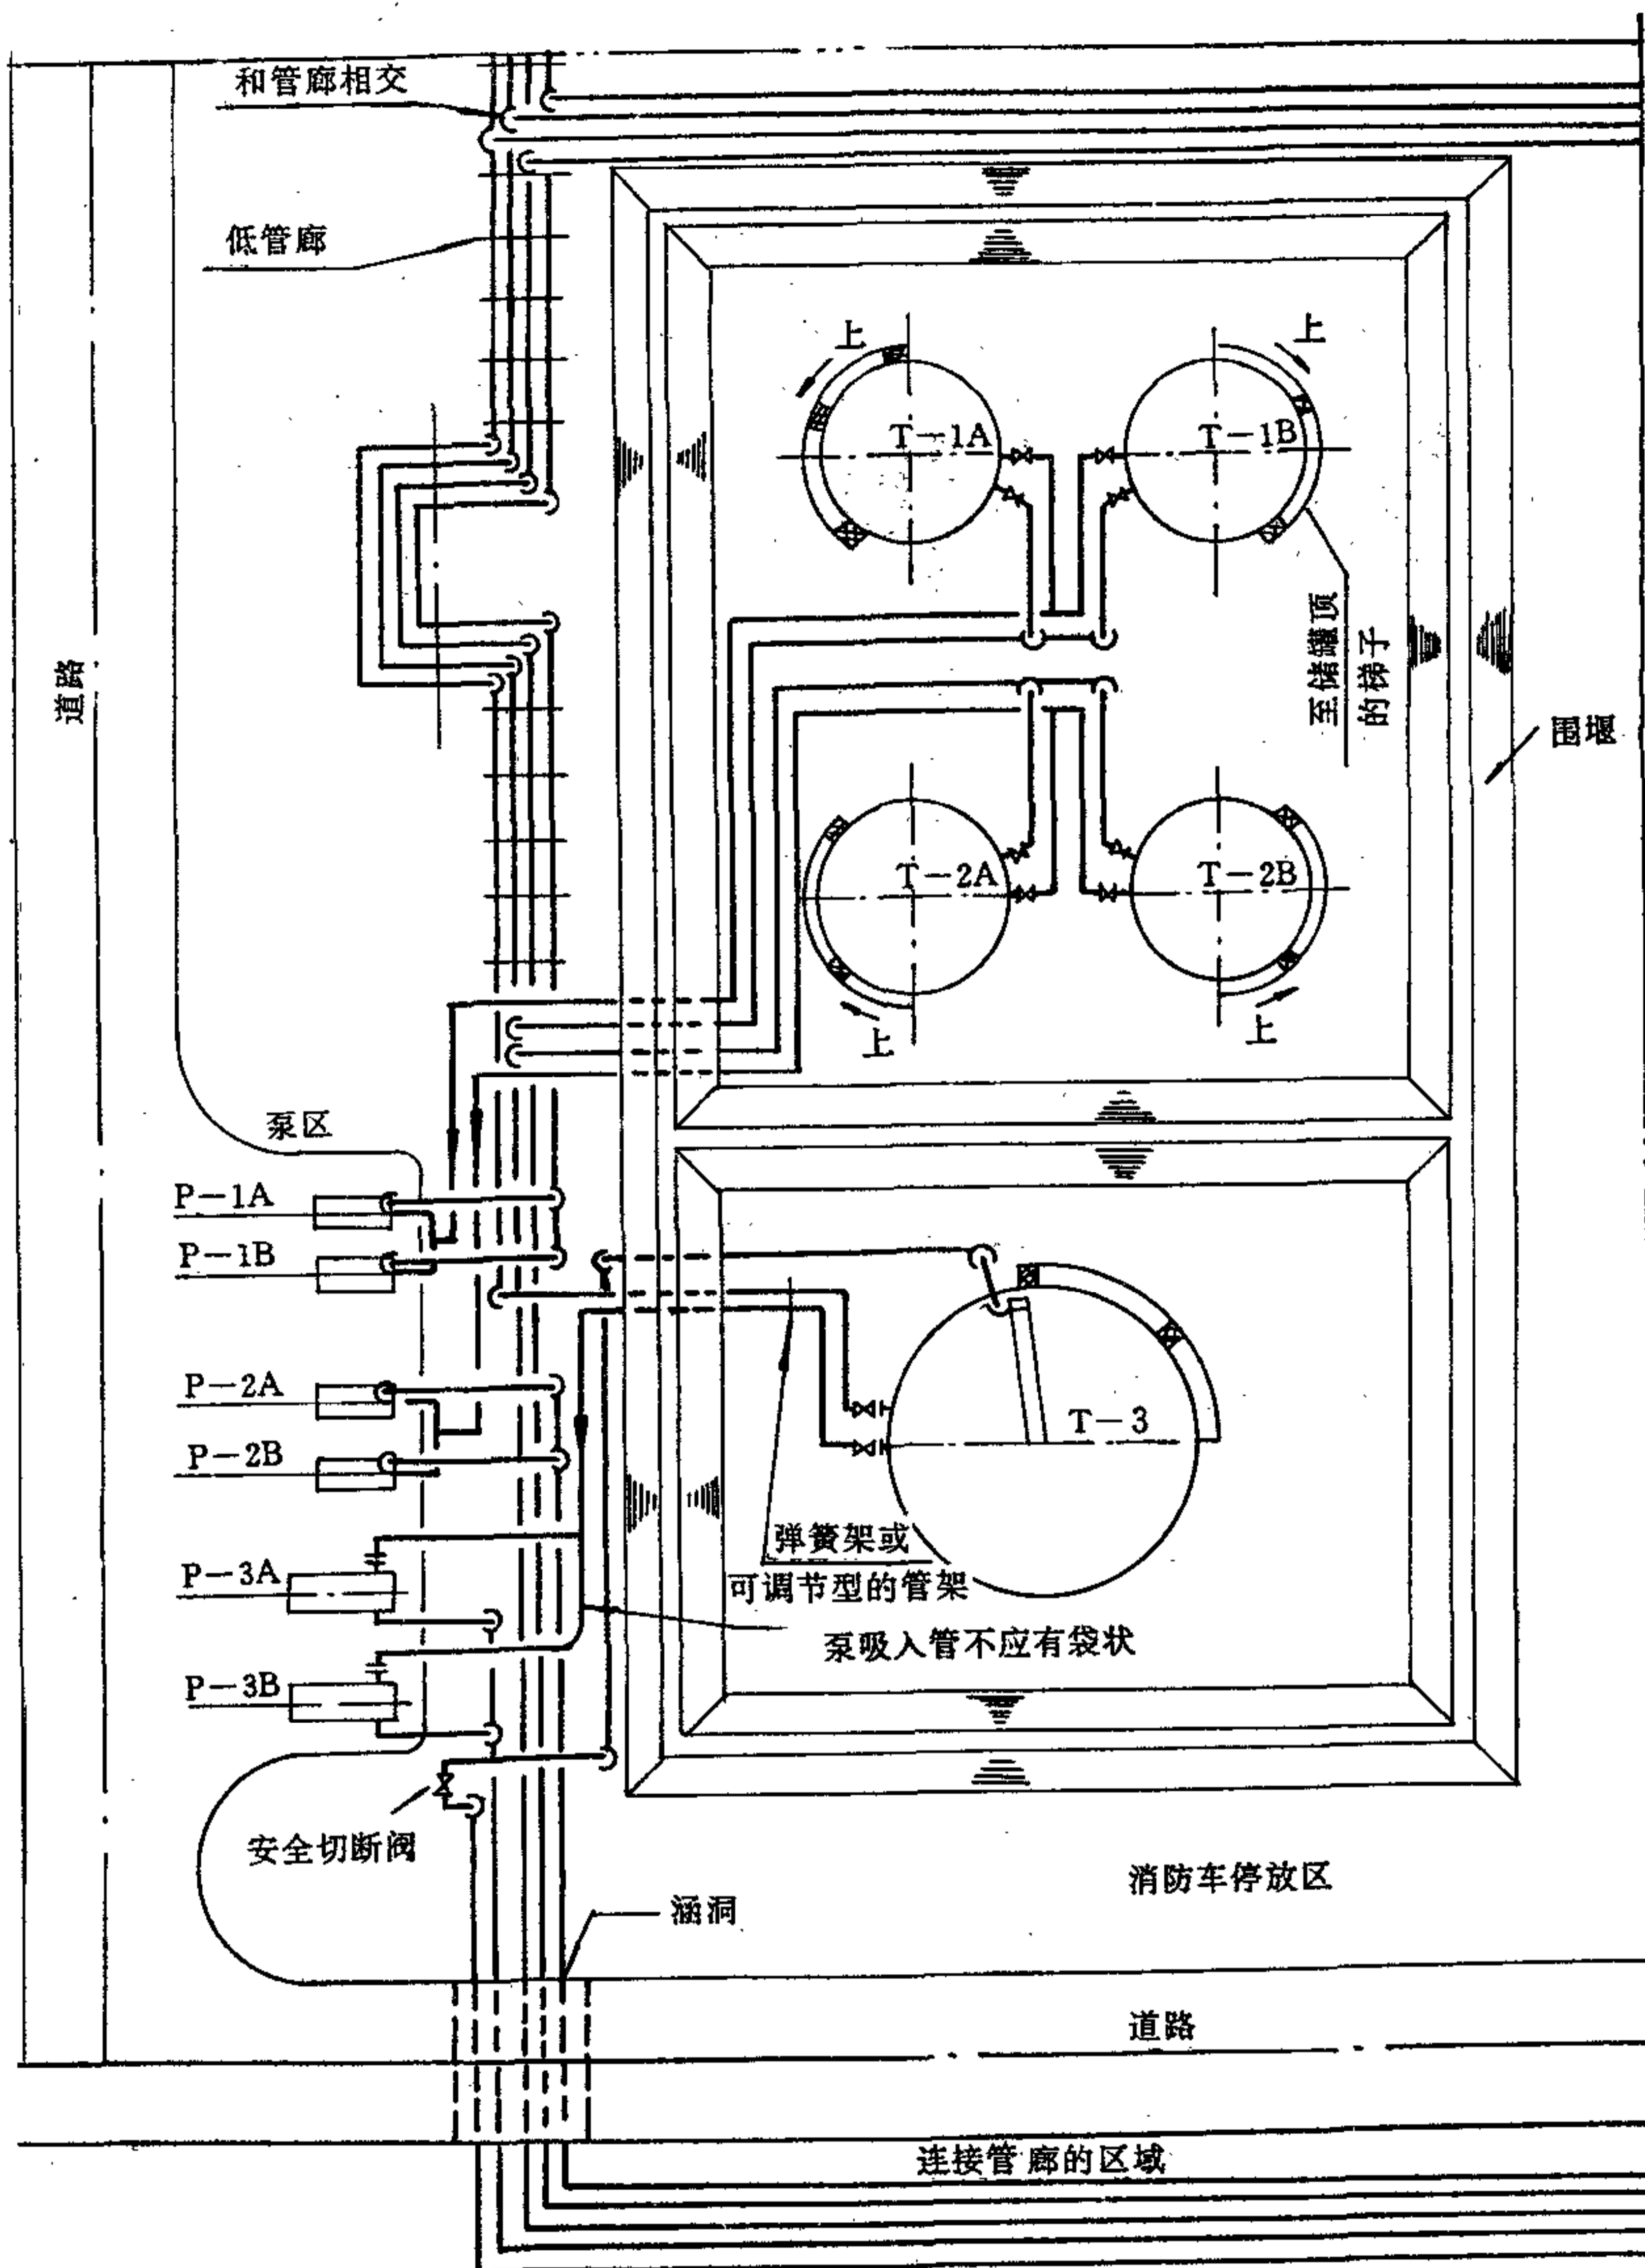 和管廊相交
低管廊
上
上
T-1A
T-1B
至储罐顶
的梯子
道路
围堰
T-2A
T-2B
上
上
泵区
P-1A
P-1B
P-2A
P-2B
T-3
弹簧架或
可调节型的管架
P-3A
泵吸入管不应有袋状
P-3B
安全切断阀
消防车停放区
涵洞
道路
连接管廊的区域